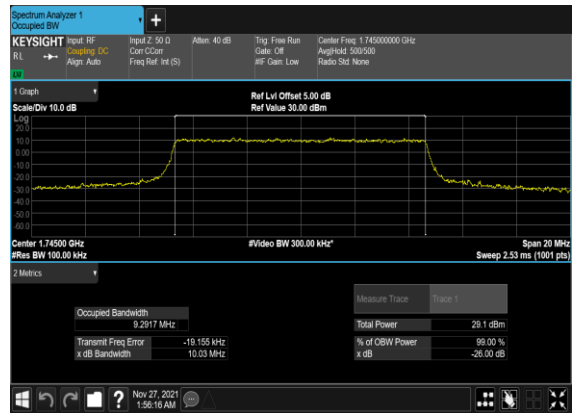 Spectrum Analyzer 1
Occupied BW
KEYSIGHT Input: RF Input Z: 50 Ω Atten: 40 dB Trig: Free Run Center Freq: 1.745000000 GHz
Coupling: DC Corr CCorr Gate: Off Avg|Hold: 500/500
RL Align: Auto Freq Ref: Int (S) #IF Gain: Low Radio Std: None
LW
1 Graph Ref Lvl Offset 5.00 dB
Scale/Div 10.0 dB Ref Value 30.00 dBm
Log
20.0
10.0
0.00
-10.0
-20.0
-30.0
-40.0
-50.0
-60.0
Center 1.74500 GHz #Video BW 300.00 kHz* Span 20 MHz
#Res BW 100.00 kHz Sweep 2.53 ms (1001 pts)
2 Metrics
Measure Trace Trace 1
Occupied Bandwidth
9.2917 MHz Total Power 29.1 dBm
Transmit Freq Error -19.155 kHz % of OBW Power 99.00 %
x dB Bandwidth 10.03 MHz x dB -26.00 dB
Nov 27, 2021
1:56:16 AM